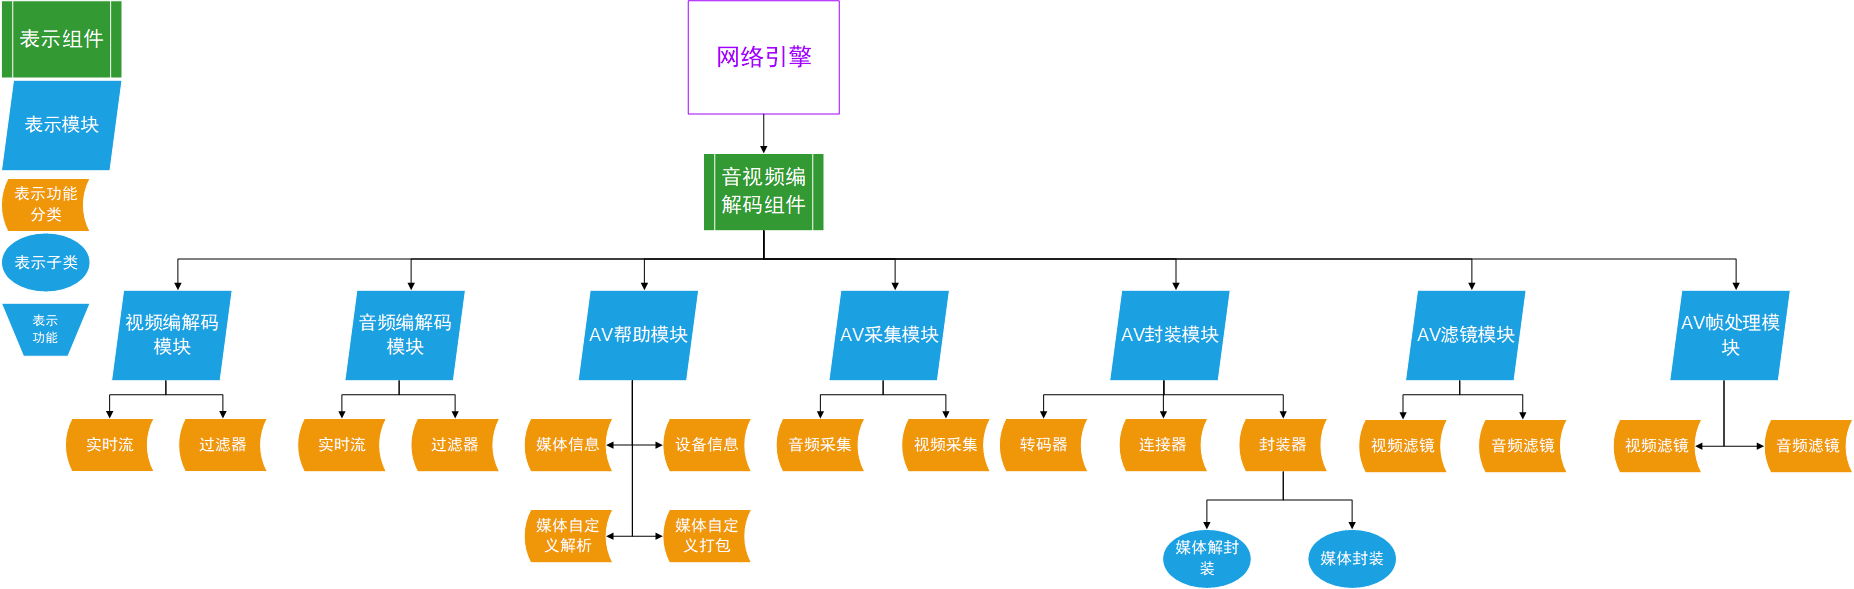 表示组件
表示模块
表示功能
分类
表示子类
表示
功能
网络引擎
音视频编
解码组件
视频编解码
模块
音频编解码
模块
AV帮助模块
AV采集模块
AV封装模块
AV滤镜模块
AV帧处理模
块
实时流
过滤器
实时流
过滤器
媒体信息
设备信息
音频采集
视频采集
转码器
连接器
封装器
视频滤镜
音频滤镜
视频滤镜
音频滤镜
媒体自定
义解析
媒体自定
义打包
媒体解封
装
媒体封装